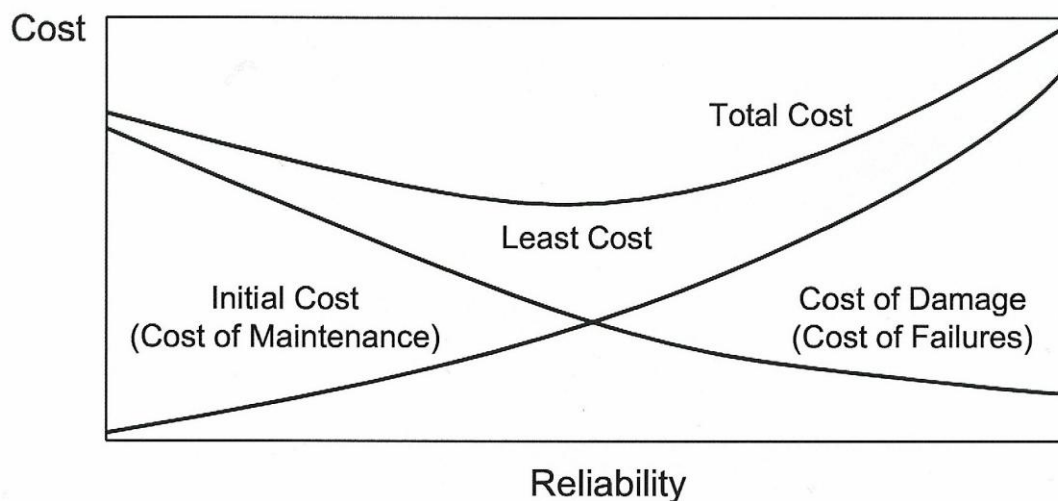 Cost
Total Cost
Least Cost
Initial Cost
(Cost of Maintenance)
Cost of Damage
(Cost of Failures)
Reliability